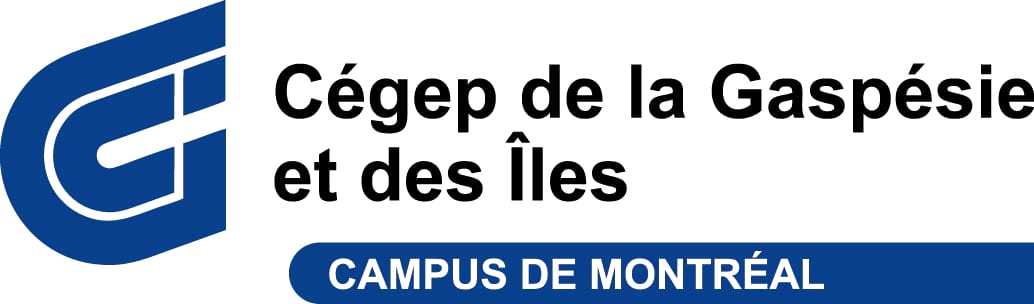 Cégep de la Gaspésie
et des Îles
CAMPUS DE MONTRÉAL